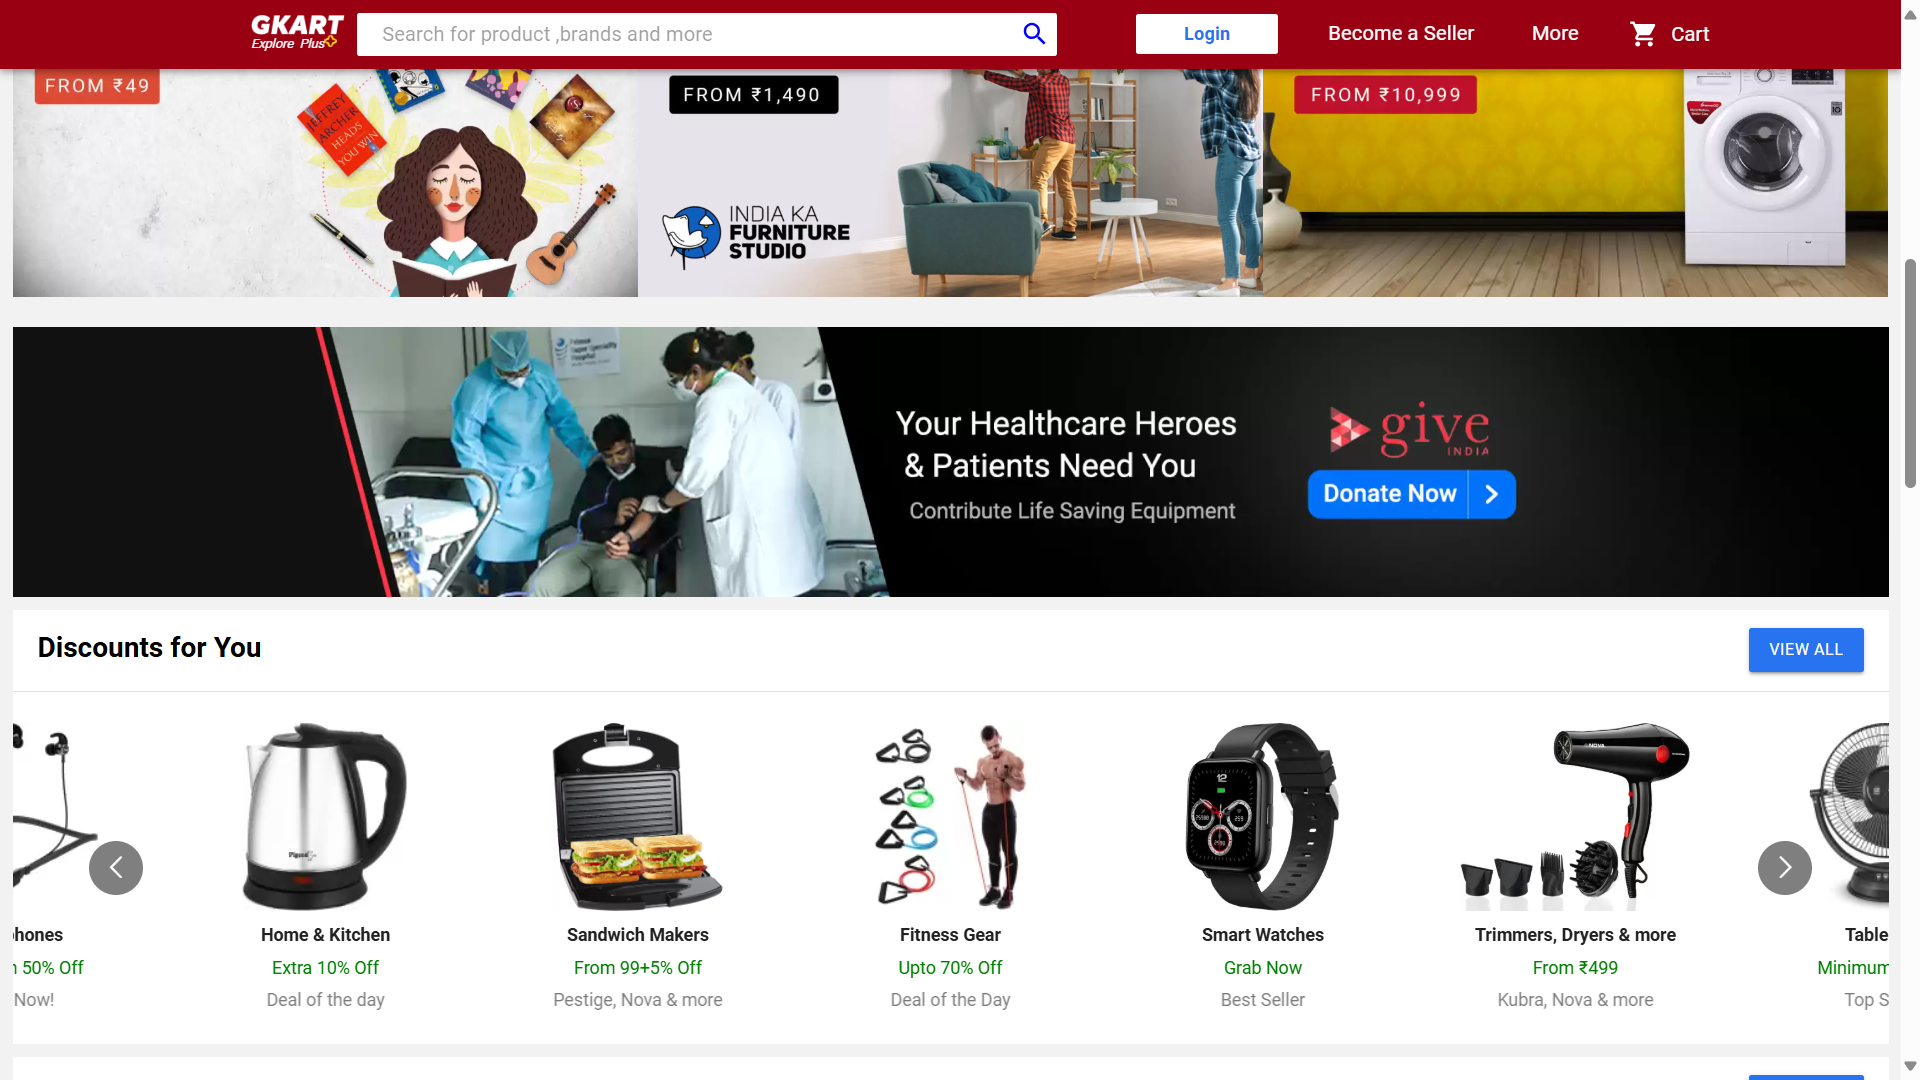 GKART
Explore Plus
Search for product ,brands and more
Login
Become a Seller
More
Cart
FROM ₹49
FROM ₹1,490
FROM ₹10,999
JEFFREY
ARCHER
HEADS
YOU WIN
INDIA KA
FURNITURE
STUDIO
Your Healthcare Heroes
& Patients Need You
Contribute Life Saving Equipment
give
INDIA
Donate Now
Discounts for You
VIEW ALL
NOVA
12
phones
Home & Kitchen
Sandwich Makers
Fitness Gear
Smart Watches
Trimmers, Dryers & more
Table
50% Off
Extra 10% Off
From 99+5% Off
Upto 70% Off
Grab Now
From ₹499
Minimum
Now!
Deal of the day
Pestige, Nova & more
Deal of the Day
Best Seller
Kubra, Nova & more
Top S